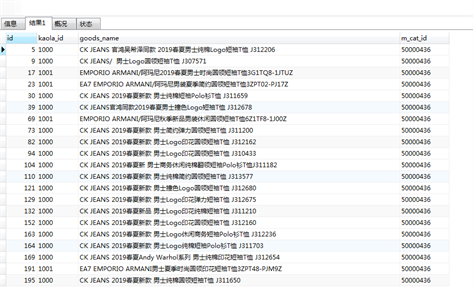 信息 结果1 概况 状态
id kaola_id goods_name m_cat_id
5 1000 CK JEANS 官鸿吴希泽同款 2019春夏男士纯棉Logo短袖T恤 J312206 50000436
9 1000 CK JEANS/ 男士Logo圆领短袖T恤 J307571 50000436
17 1001 EMPORIO ARMANI/阿玛尼2019春夏男士时尚圆领短袖T恤3G1TQ8-1JTUZ 50000436
21 1001 EA7 EMPORIO ARMANI/阿玛尼男装夏季简约圆领短袖T恤3ZPT02-PJ17Z 50000436
30 1000 CK JEANS 2019春夏新款 男士纯棉短袖Polo衫T恤 J311659 50000436
39 1000 CK JEANS官鸿同款2019春夏男士撞色Logo短袖T恤 J312678 50000436
69 1001 EMPORIO ARMANI/阿玛尼秋季新品男装休闲圆领短袖T恤6Z1TF8-1J00Z 50000436
73 1000 CK JEANS 2019春夏新款 男士简约弹力圆领T恤 J311200 50000436
82 1000 CK JEANS 2019春夏新款 男士Logo印花圆领短袖T恤 J312162 50000436
94 1000 CK JEANS 2019春夏新款 男士Logo印花圆领短袖T恤 J310433 50000436
104 1000 CK JEANS 2019春夏新 男士商务休闲纯棉翻领短袖Polo衫T恤J311182 50000436
110 1000 CK JEANS 2019春夏新款 男士纯棉简约圆领短袖T恤 J313577 50000436
121 1000 CK JEANS 2019春夏新款 男士撞色Logo圆领T恤 J312680 50000436
129 1000 CK JEANS 2019春夏新款 男士Logo印花弹力短袖T恤 J312675 50000436
132 1000 CK JEANS 2019春夏新品 男士Logo印花纯棉短袖T恤 J311210 50000436
152 1000 CK JEANS 2019春夏新款 男士Logo印花圆领T恤 J312160 50000436
163 1000 CK JEANS 2019春夏新款 男士Logo休闲商务短袖Polo衫T恤 J312236 50000436
164 1000 CK JEANS 2019春夏新款 男士Logo纯棉短袖Polo衫T恤 J311703 50000436
169 1000 CK JEANS 2019春夏Andy Warhol系列 男士纯棉印花短袖T恤 J312654 50000436
191 1001 EA7 EMPORIO ARMANI男士夏季时尚圆领印花短袖T恤3ZPT48-PJM9Z 50000436
195 1000 CK JEANS 2019春夏新款 男士纯棉圆领短袖T恤 J311650 50000436